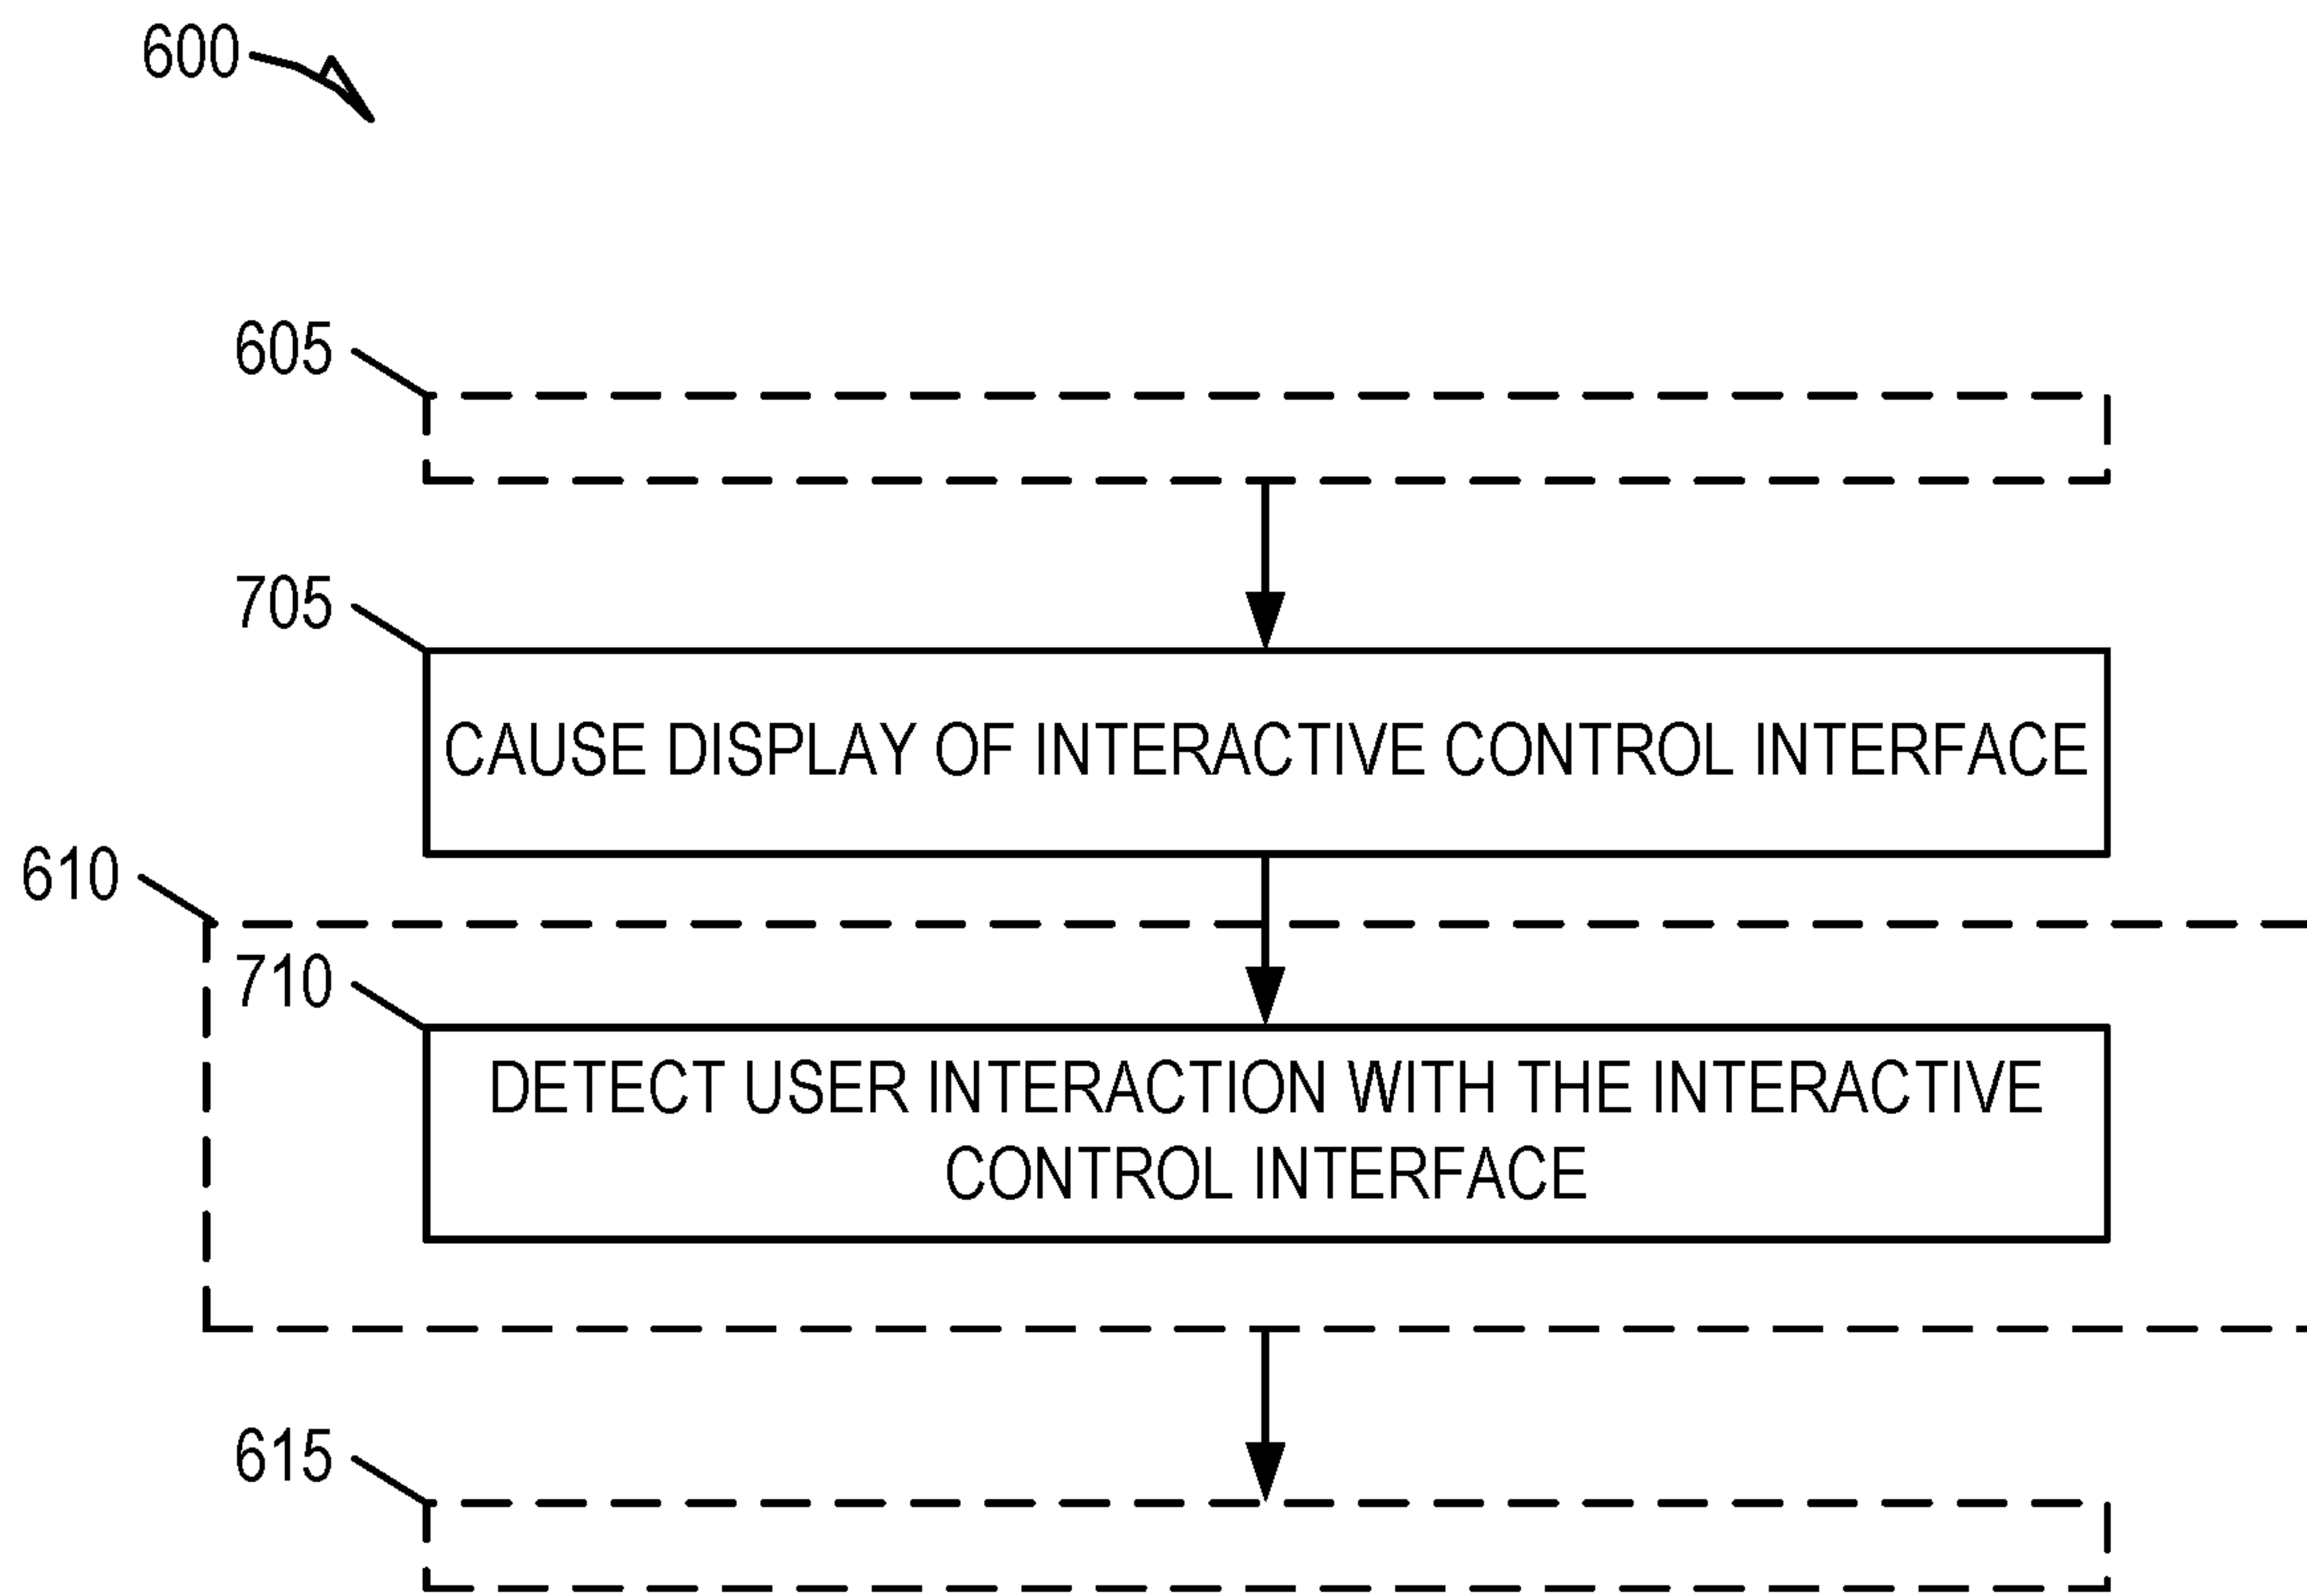 600
605
705
CAUSE DISPLAY OF INTERACTIVE CONTROL INTERFACE
610
710
DETECT USER INTERACTION WITH THE INTERACTIVE
CONTROL INTERFACE
615